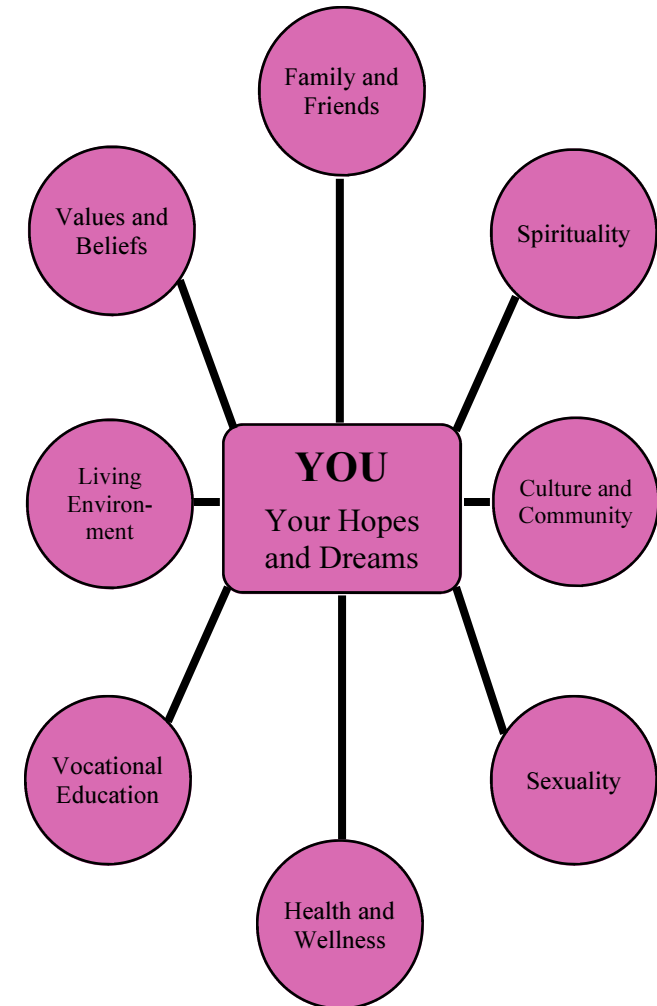 Family and
Friends
Values and
Beliefs
Spirituality
YOU
Your Hopes
and Dreams
Living
Environ-
ment
Culture and
Community
Vocational
Education
Sexuality
Health and
Wellness